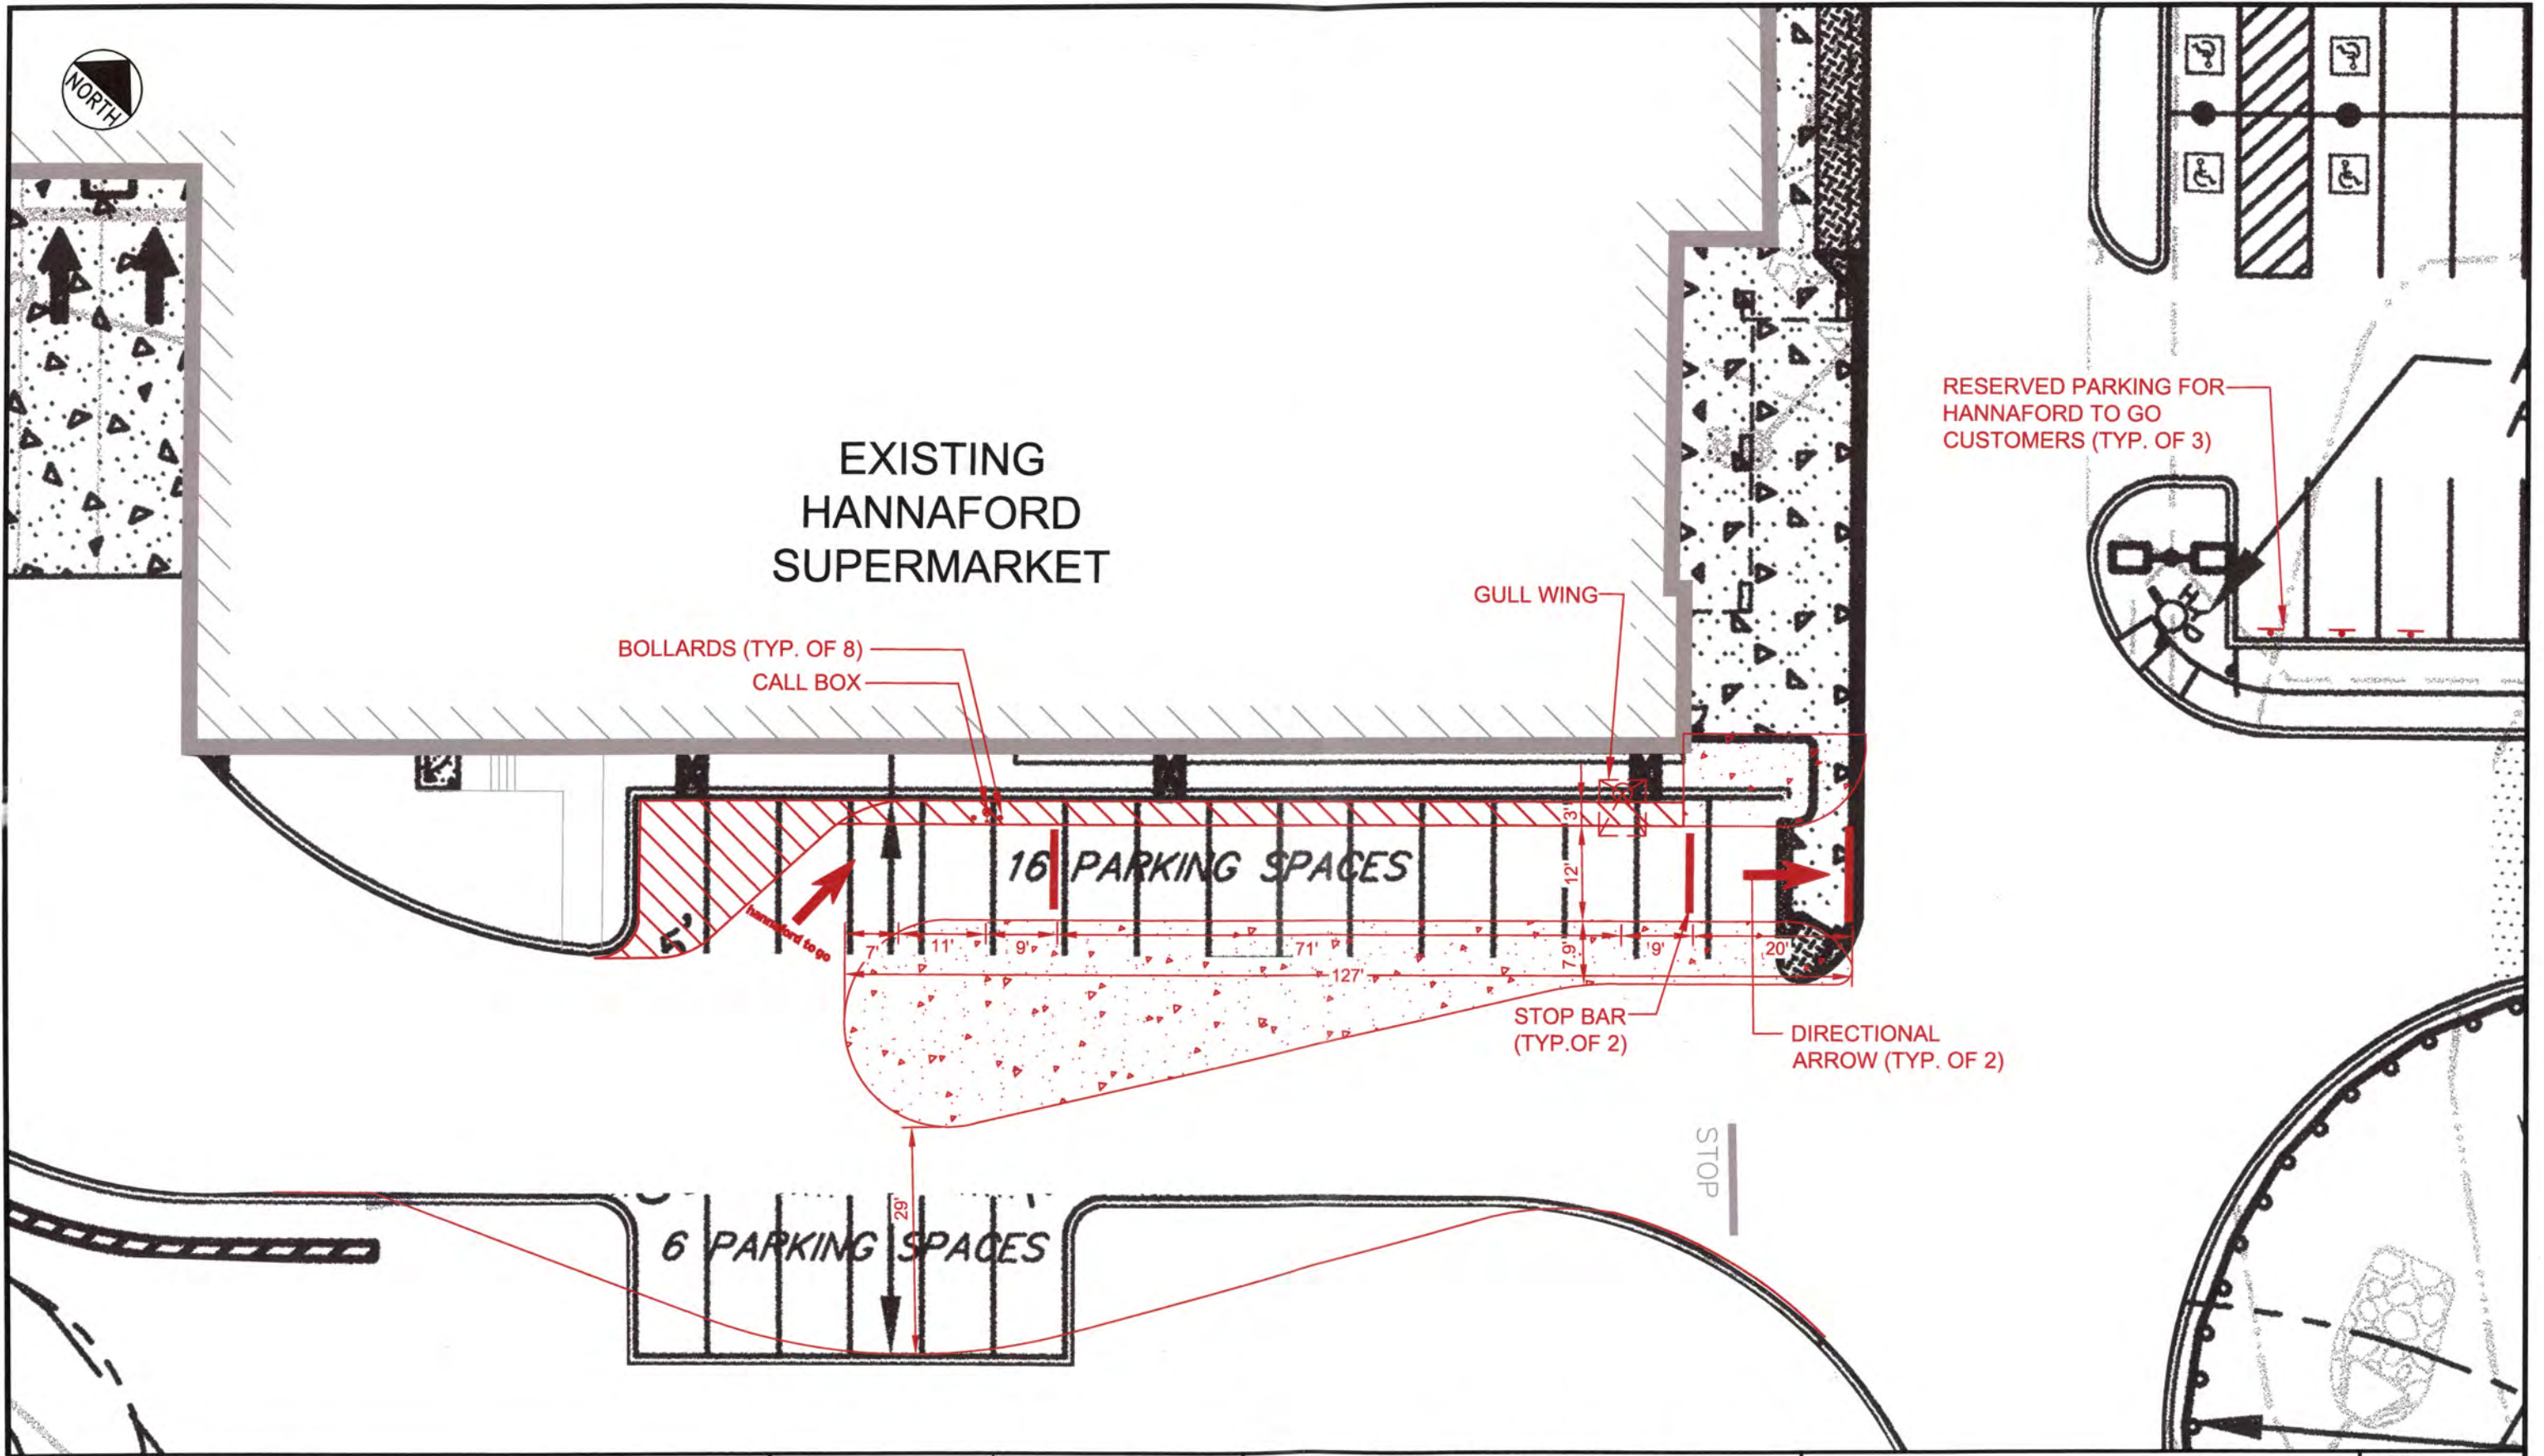 NORTH
EXISTING
HANNAFORD
SUPERMARKET
RESERVED PARKING FOR
HANNAFORD TO GO
CUSTOMERS (TYP. OF 3)
GULL WING
BOLLARDS (TYP. OF 8)
CALL BOX
3'
16 PARKING SPACES
12'
5'
hannaford to go
7'
11'
9'
71'
7.9'
9'
20'
127'
STOP BAR
(TYP.OF 2)
DIRECTIONAL
ARROW (TYP. OF 2)
STOP
29'
6 PARKING SPACES